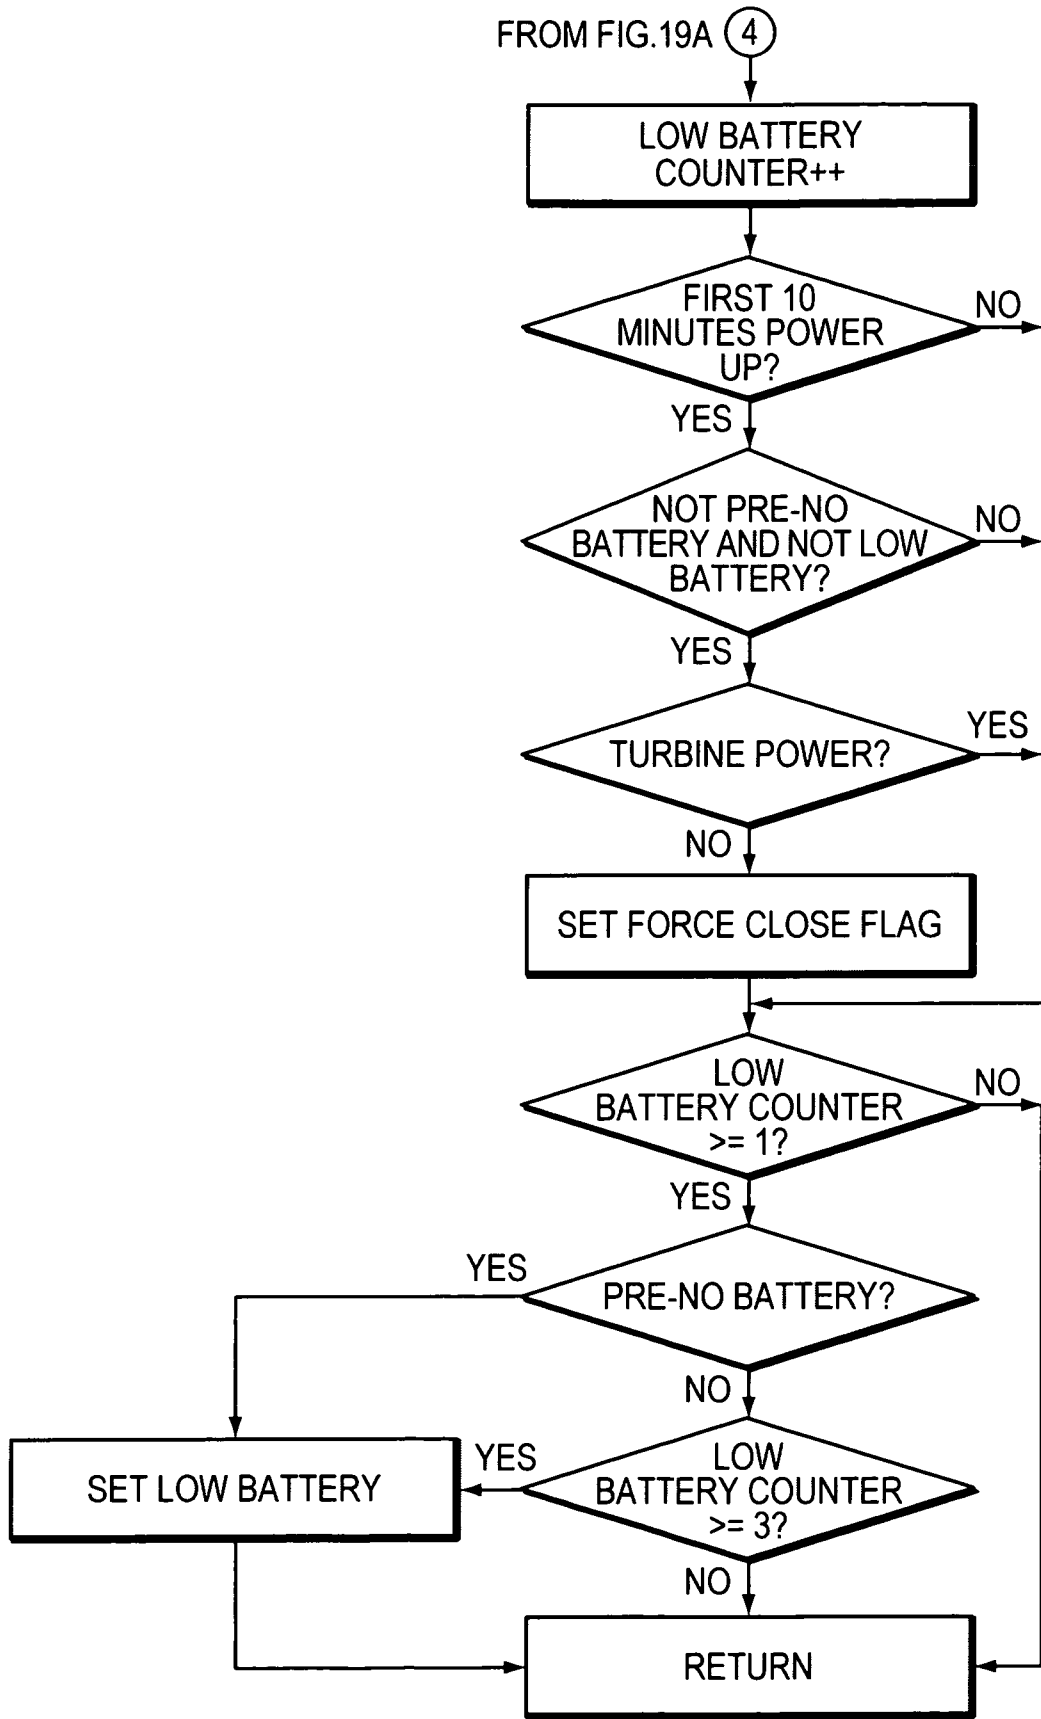 FROM FIG.19A 4
LOW BATTERY
COUNTER++
FIRST 10
MINUTES POWER
UP?
NO
YES
NOT PRE-NO
BATTERY AND NOT LOW
BATTERY?
NO
YES
TURBINE POWER?
YES
NO
SET FORCE CLOSE FLAG
LOW
BATTERY COUNTER
>= 1?
NO
YES
YES
PRE-NO BATTERY?
NO
SET LOW BATTERY
YES
LOW
BATTERY COUNTER
>= 3?
NO
RETURN